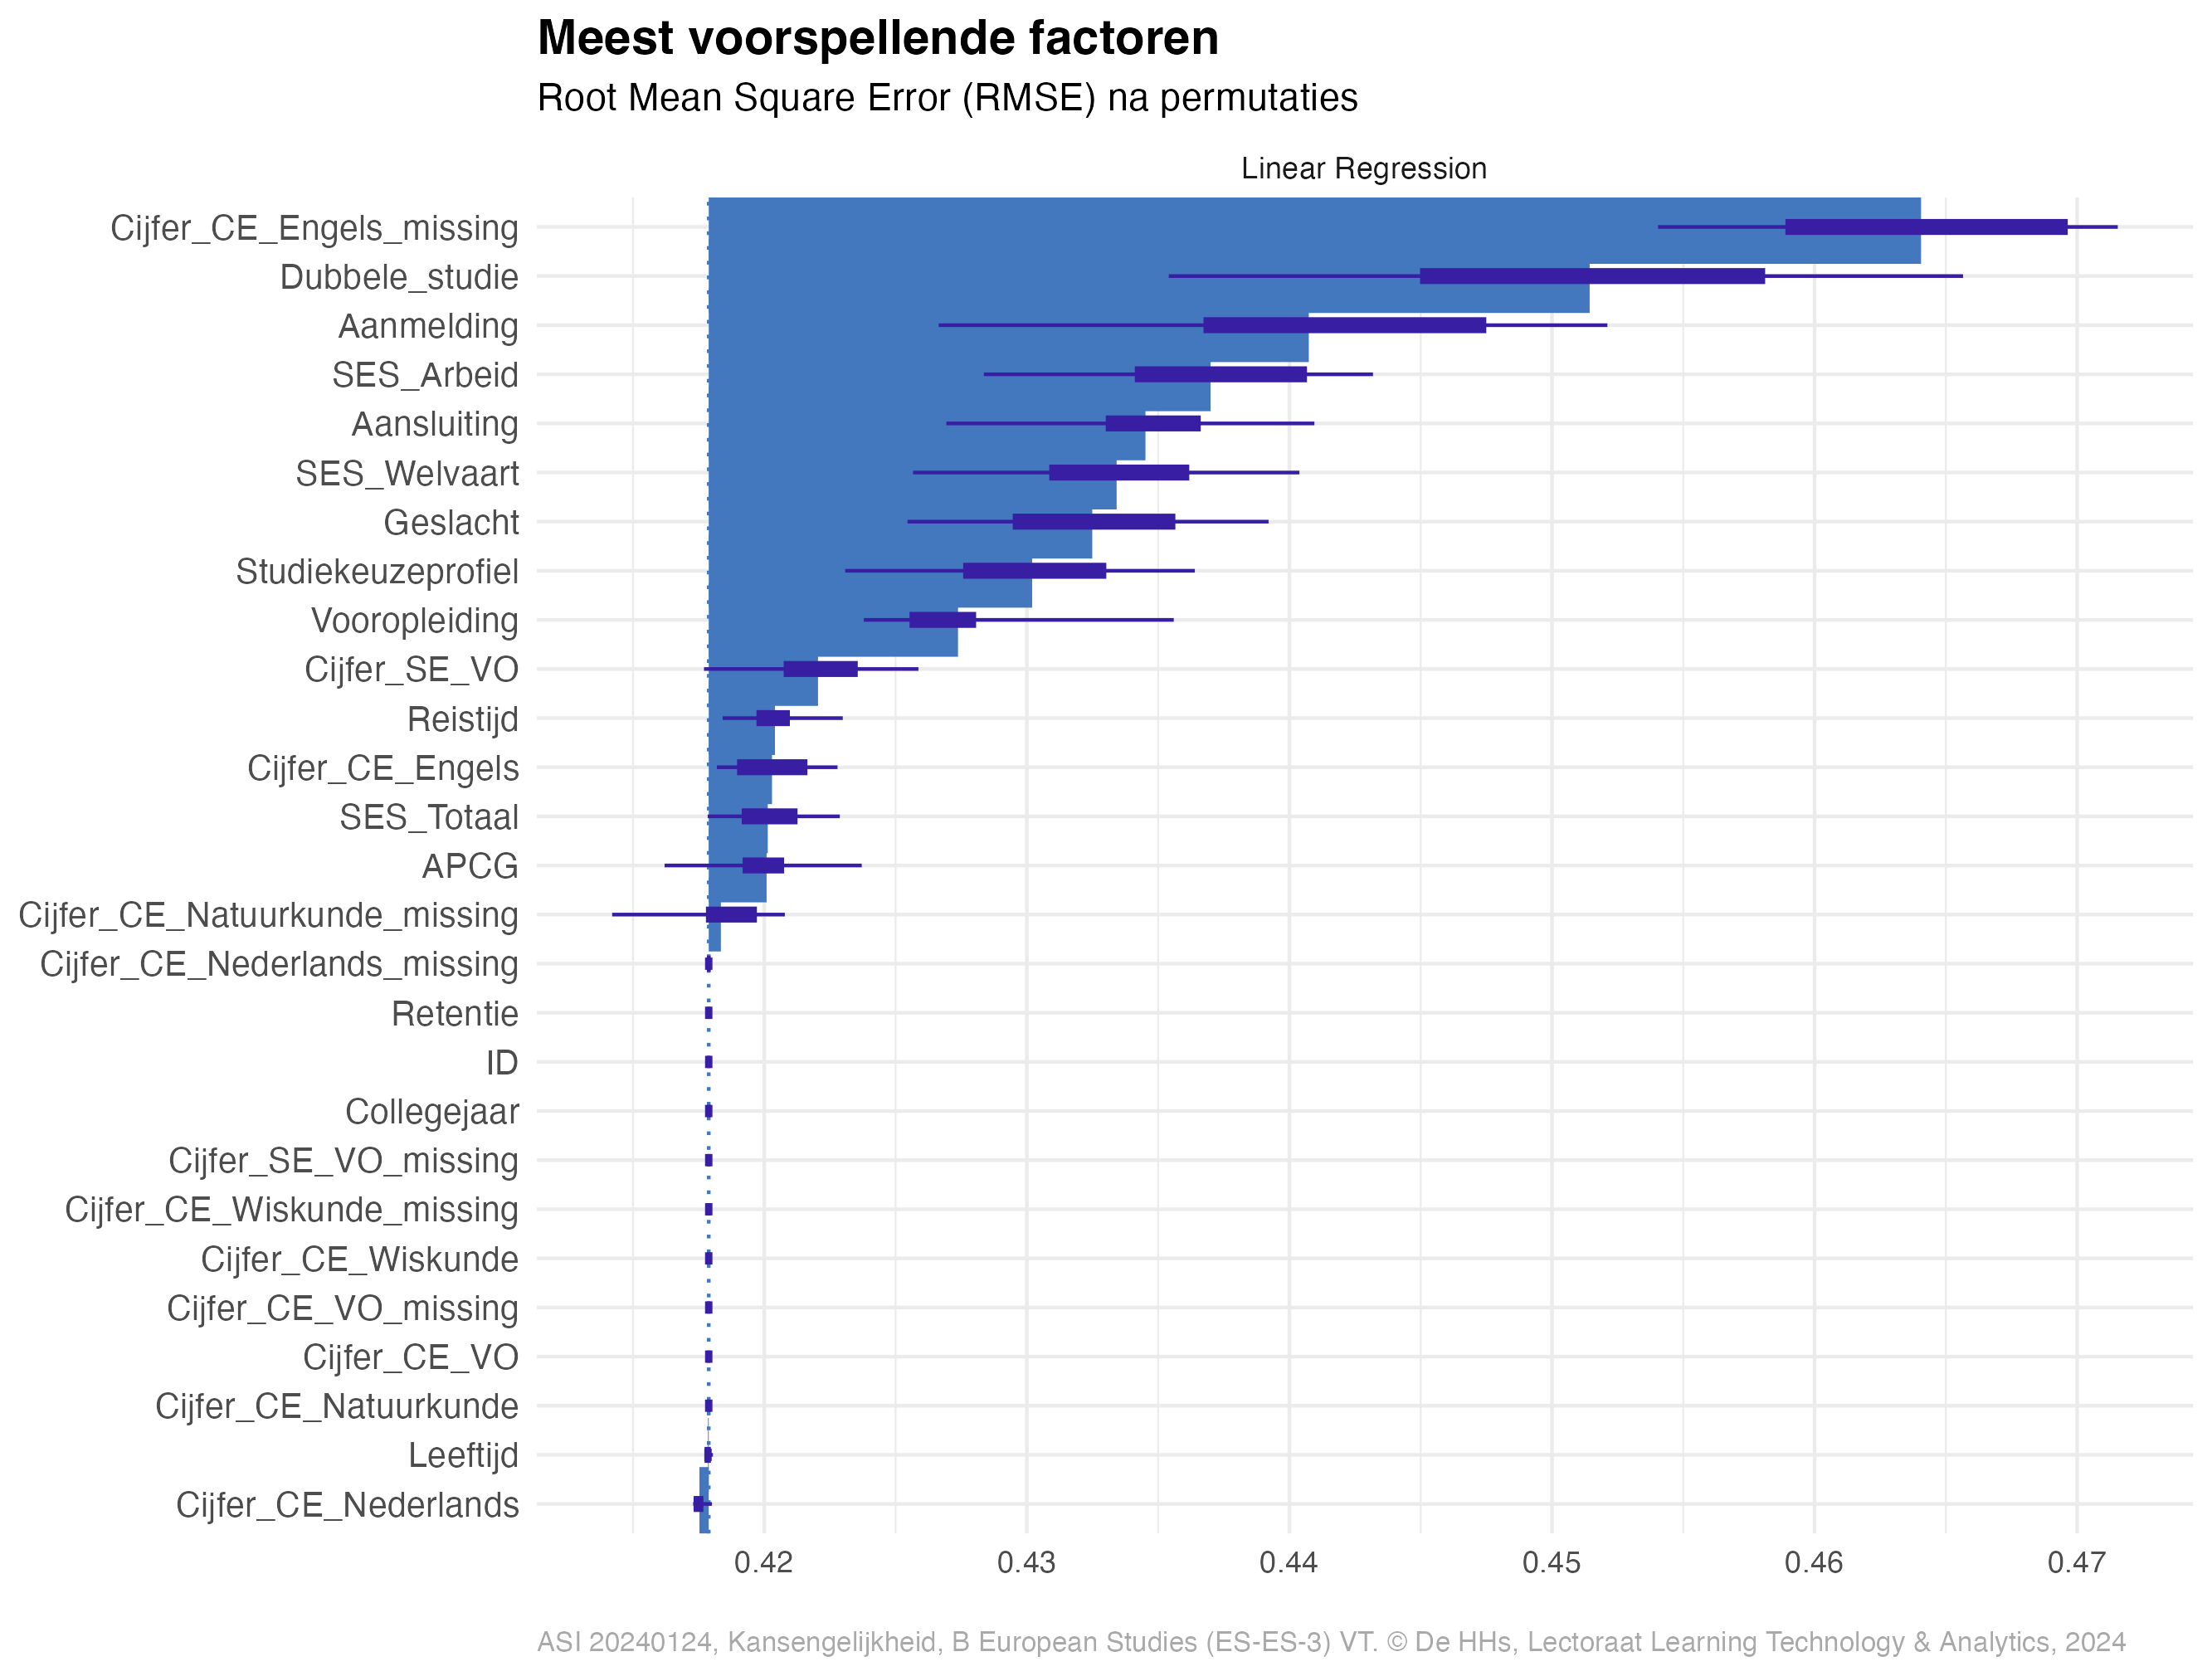 Meest voorspellende factoren
Root Mean Square Error (RMSE) na permutaties
Linear Regression
Cijfer_CE_Engels_missing
Dubbele_studie
Aanmelding
SES_Arbeid
Aansluiting
SES_Welvaart
Geslacht
Studiekeuzeprofiel
Vooropleiding
Cijfer_SE_VO
Reistijd
Cijfer_CE_Engels
SES_Totaal
APCG
Cijfer_CE_Natuurkunde_missing
Cijfer_CE_Nederlands_missing
Retentie
ID
Collegejaar
Cijfer_SE_VO_missing
Cijfer_CE_Wiskunde_missing
Cijfer_CE_Wiskunde
Cijfer_CE_VO_missing
Cijfer_CE_VO
Cijfer_CE_Natuurkunde
Leeftijd
Cijfer_CE_Nederlands
0.42 0.43 0.44 0.45 0.46 0.47
ASI 20240124, Kansengelijkheid, B European Studies (ES-ES-3) VT. © De HHs, Lectoraat Learning Technology & Analytics, 2024